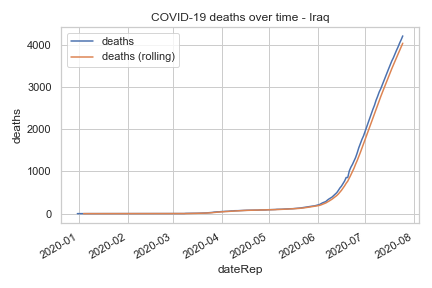 COVID-19 deaths over time - Iraq
deaths
deaths (rolling)
4000
3000
2000
1000
0
deaths
2020-01
2020-02
2020-03
2020-04
2020-05
2020-06
2020-07
2020-08
dateRep